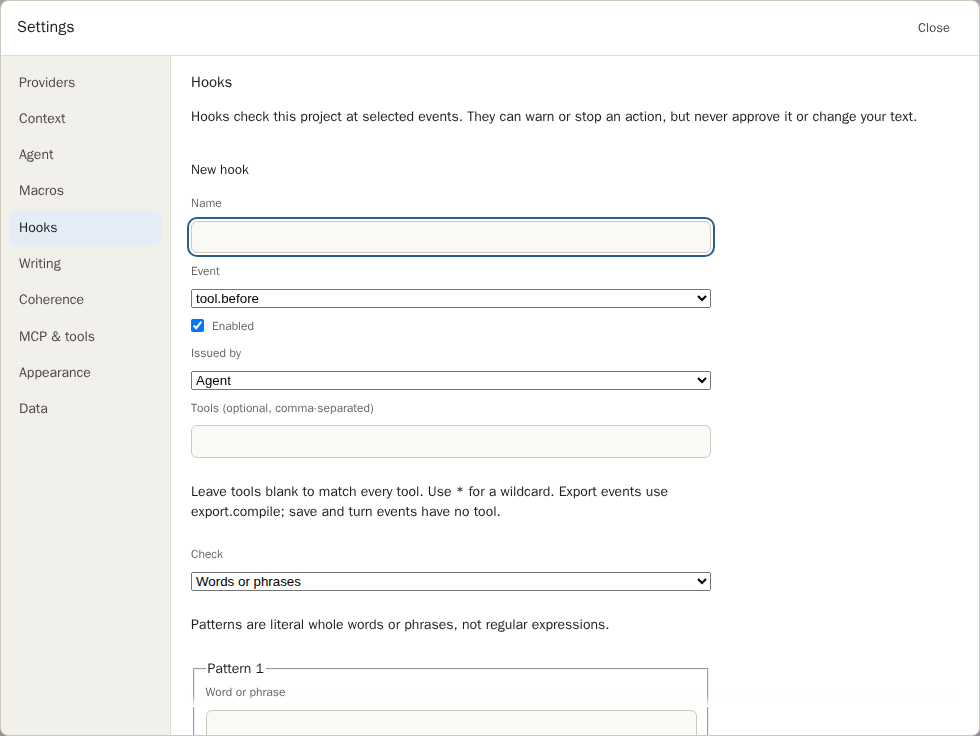 Settings
Close
Providers
Context
Agent
Macros
Hooks
Writing
Coherence
MCP & tools
Appearance
Data
Hooks
Hooks check this project at selected events. They can warn or stop an action, but never approve it or change your text.
New hook
Name
Event
tool.before
Enabled
Issued by
Agent
Tools (optional, comma-separated)
Leave tools blank to match every tool. Use * for a wildcard. Export events use
export.compile; save and turn events have no tool.
Check
Words or phrases
Patterns are literal whole words or phrases, not regular expressions.
Pattern 1
Word or phrase